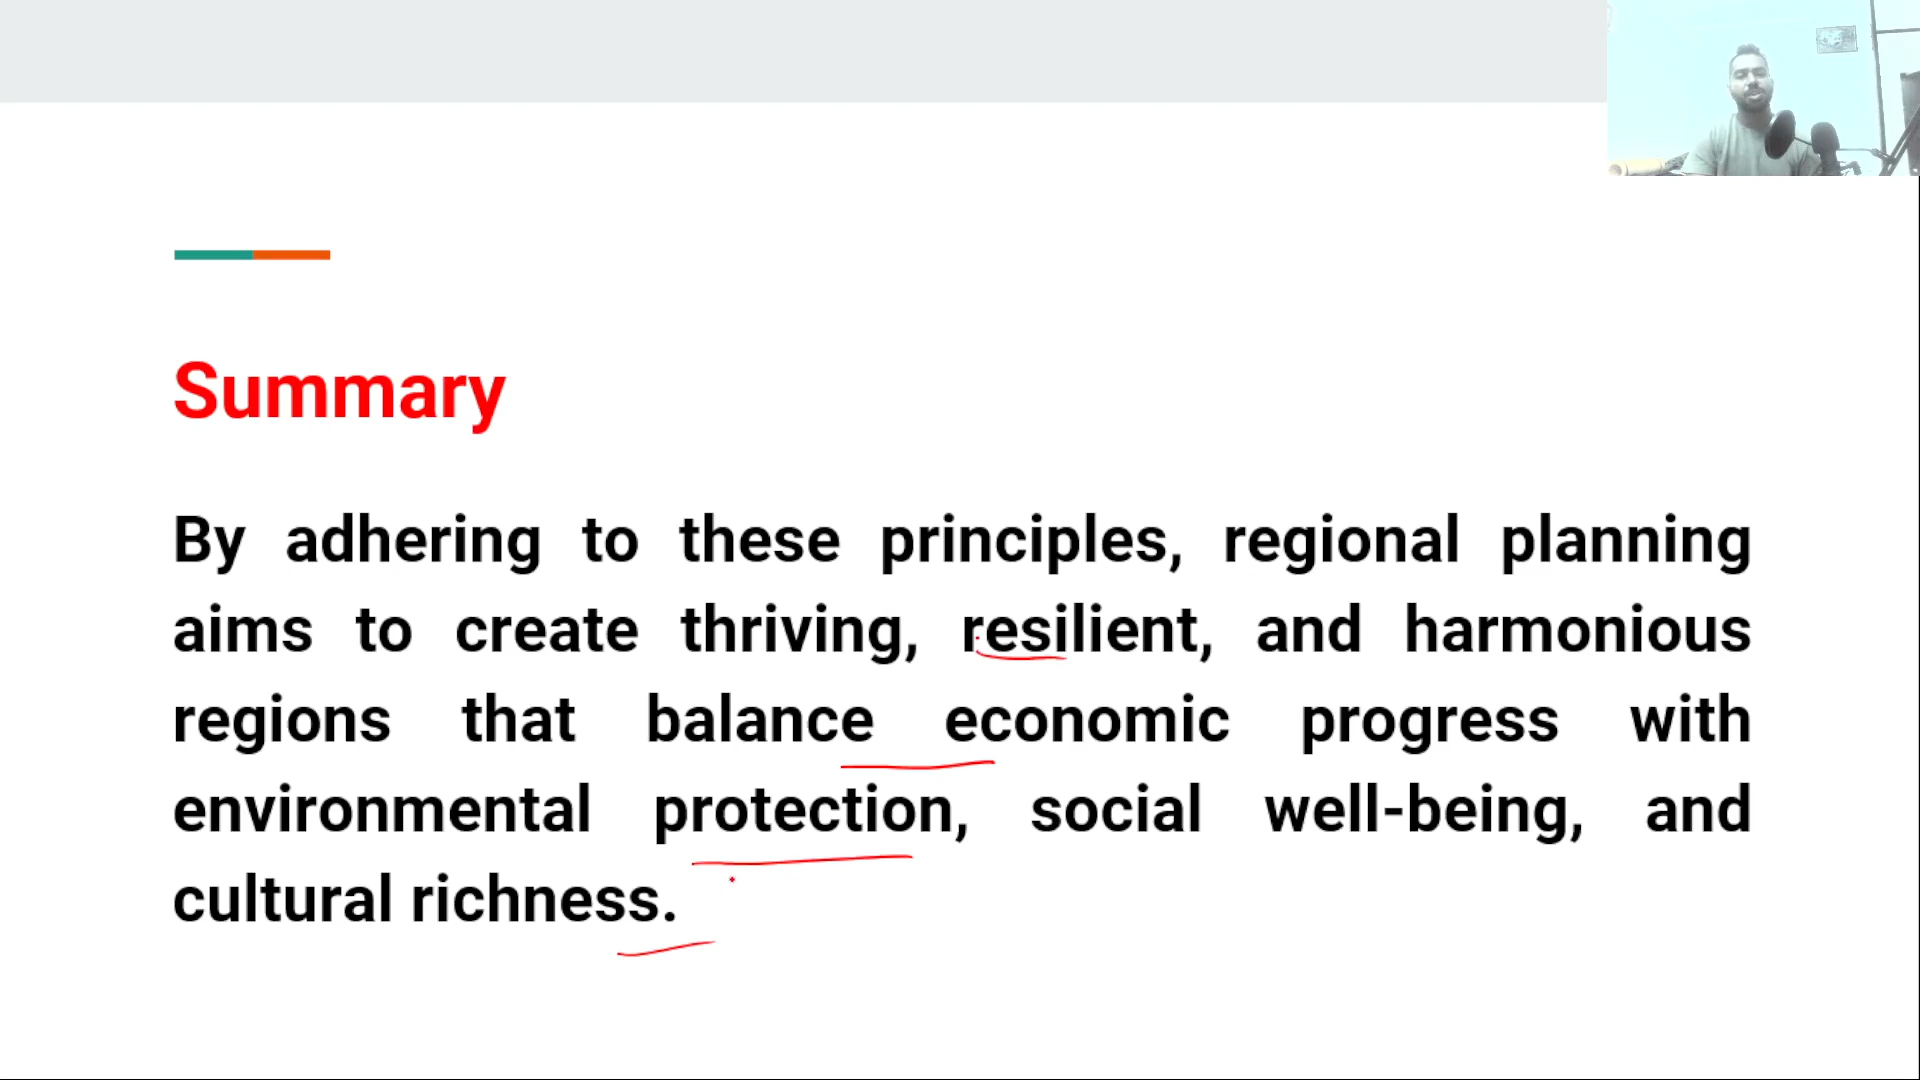 Summary
By adhering to these principles, regional planning
aims to create thriving, resilient, and harmonious
regions that balance economic progress with
environmental protection, social well-being, and
cultural richness.